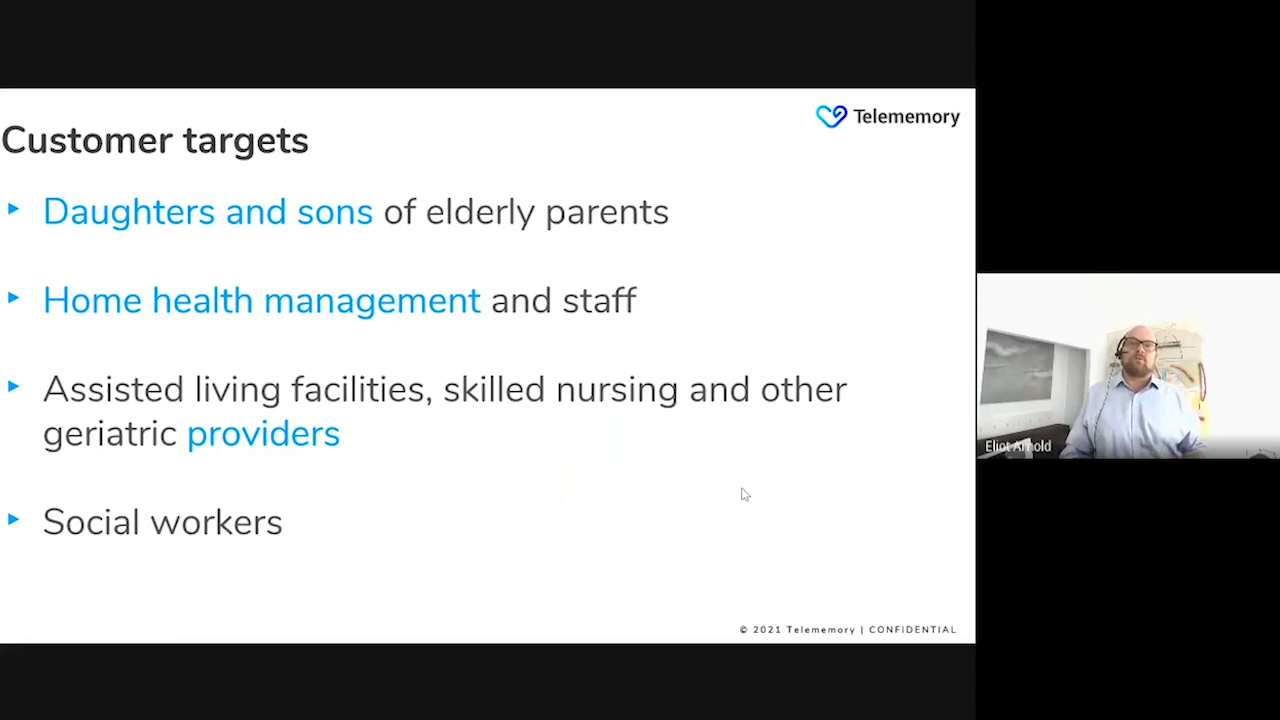 Telememory
Customer targets
Daughters and sons of elderly parents
Home health management and staff
Assisted living facilities, skilled nursing and other
geriatric providers
Social workers
© 2021 Telememory | CONFIDENTIAL
Eliot Arnold